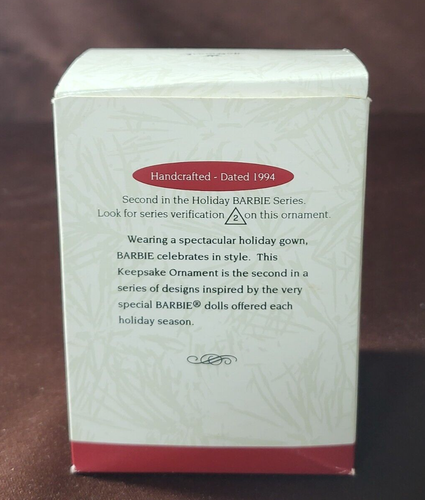 Handcrafted - Dated 1994
Second in the Holiday BARBIE Series.
Look for series verification 2 on this ornament.
Wearing a spectacular holiday gown,
BARBIE celebrates in style. This
Keepsake Ornament is the second in a
series of designs inspired by the very
special BARBIE® dolls offered each
holiday season.